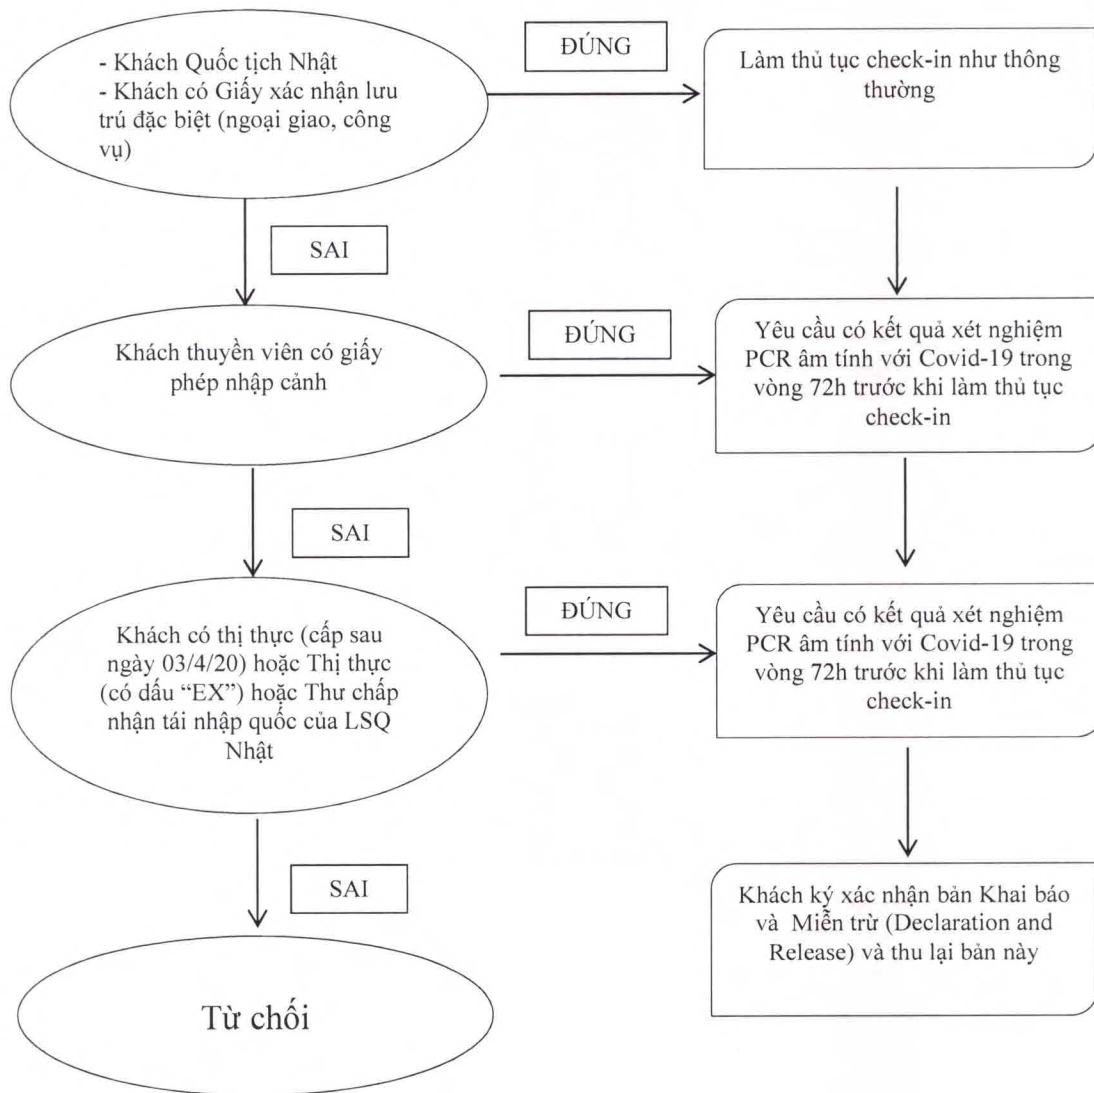 - Khách Quốc tịch Nhật
- Khách có Giấy xác nhận lưu
trú đặc biệt (ngoại giao, công
vụ)
ĐÚNG
Làm thủ tục check-in như thông
thường
SAI
Khách thuyền viên có giấy
phép nhập cảnh
ĐÚNG
Yêu cầu có kết quả xét nghiệm
PCR âm tính với Covid-19 trong
vòng 72h trước khi làm thủ tục
check-in
SAI
Khách có thị thực (cấp sau
ngày 03/4/20) hoặc Thị thực
(có dấu “EX”) hoặc Thư chấp
nhận tái nhập quốc của LSQ
Nhật
ĐÚNG
Yêu cầu có kết quả xét nghiệm
PCR âm tính với Covid-19 trong
vòng 72h trước khi làm thủ tục
check-in
SAI
Khách ký xác nhận bản Khai báo
và Miễn trừ (Declaration and
Release) và thu lại bản này
Từ chối